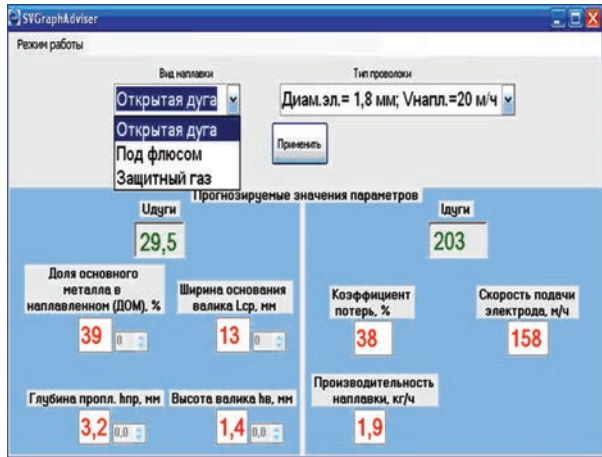 SVGraphAdviser
Режим работы
Вид наплавки
Тип проволоки
Открытая дуга
Диам.эл.= 1,8 мм; Vнапл.=20 м/ч
Открытая дуга
Под флюсом
Защитный газ
Применить
Прогнозируемые значения параметров
Uдуги
Iдуги
29,5
203
Доля основного
металла в
наплавленном (ДОМ), %
Ширина основания
валика Lср, мм
Коэффициент
потерь, %
Скорость подачи
электрода, м/ч
39
0
13
0
38
158
Глубина пропл. hпр, мм
Высота валика hв, мм
Производительность
наплавки, кг/ч
3,2
0,0
1,4
0,0
1,9